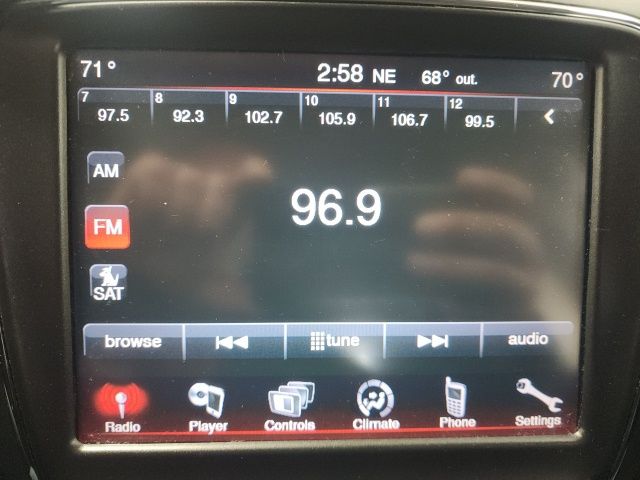 71° 2:58 NE 68° out. 70°
7 8 9 10 11 12
97.5 92.3 102.7 105.9 106.7 99.5
AM
96.9
FM
SAT
browse tune audio
Radio Player Controls Climate Phone Settings